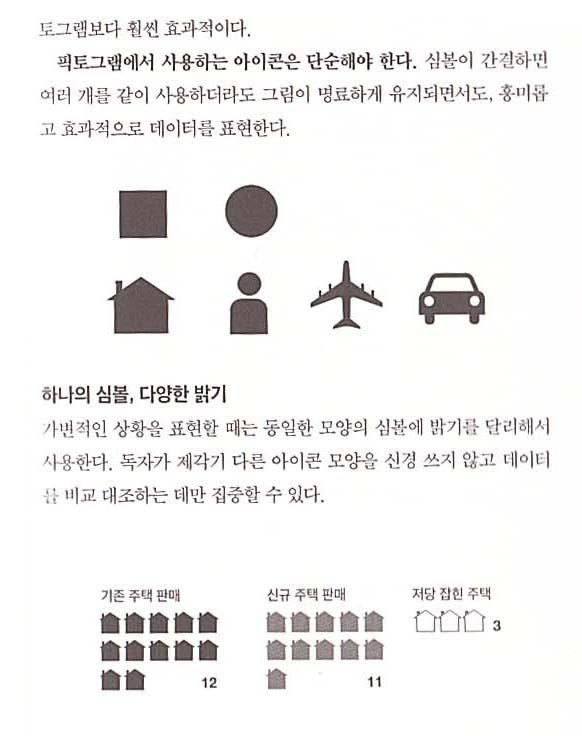 토그램보다 훨씬 효과적이다.
픽토그램에서 사용하는 아이콘은 단순해야 한다. 심볼이 간결하면
여러 개를 같이 사용하더라도 그림이 명료하게 유지되면서도, 흥미롭
고 효과적으로 데이터를 표현한다.
하나의 심볼, 다양한 밝기
가변적인 상황을 표현할 때는 동일한 모양의 심볼에 밝기를 달리해서
사용한다. 독자가 제각기 다른 아이콘 모양을 신경 쓰지 않고 데이터
를 비교 대조하는 데만 집중할 수 있다.
기존 주택 판매
12
신규 주택 판매
11
저당 잡힌 주택
3